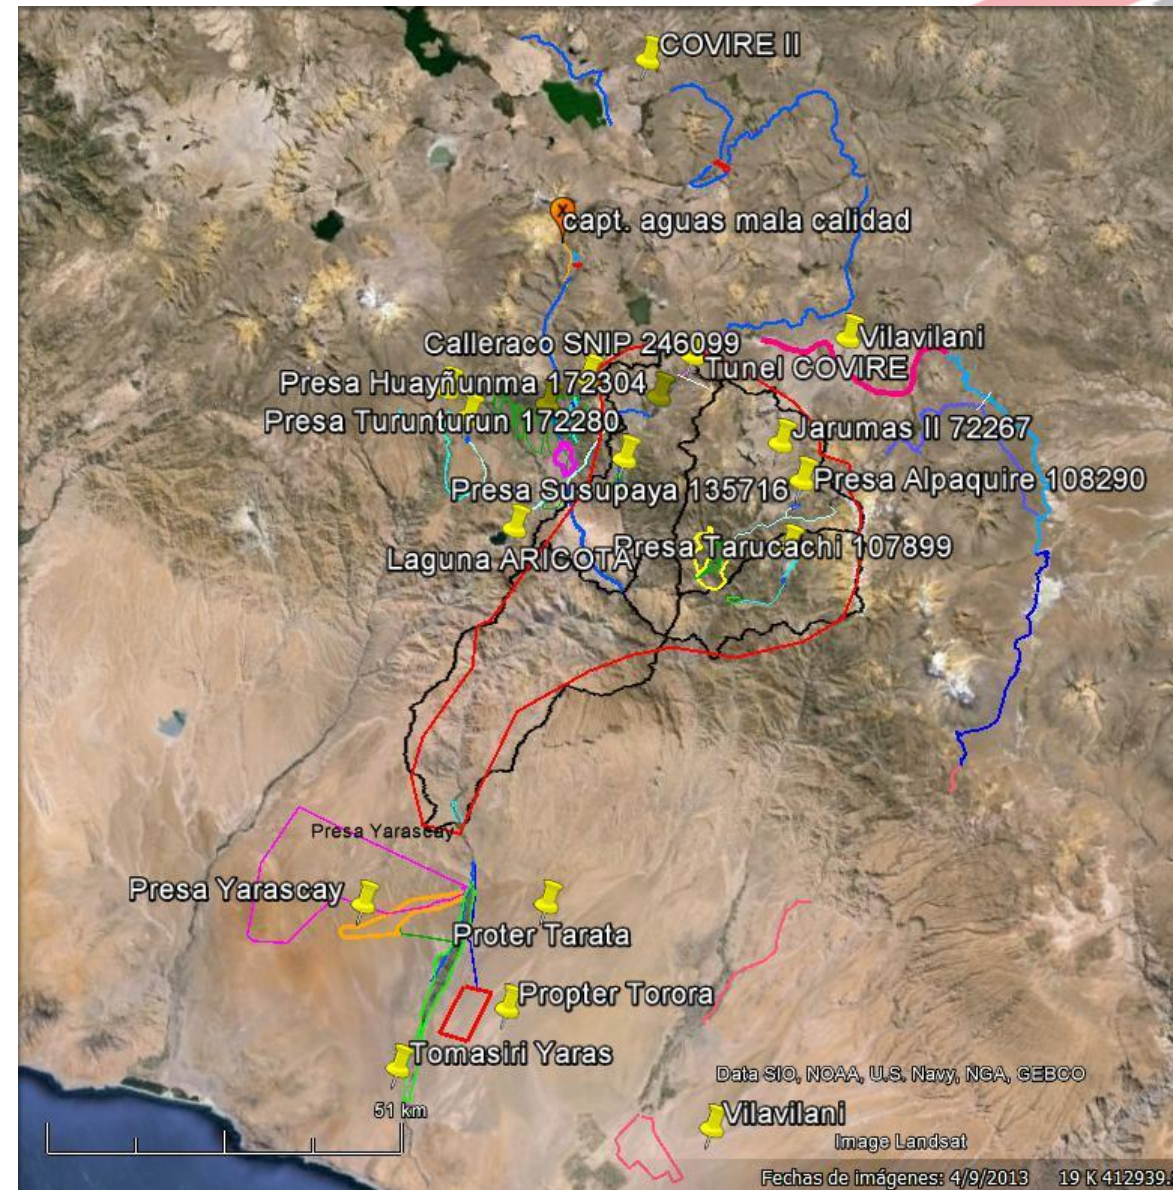 COVIRE II
capt. aguas mala calidad
Vilavilani
Calleraco SNIP 246099
Tunel COVIRE
Presa Huayñunma 172304
Presa Turunturun 172280
Jarumas II 72267
Presa Susupaya 135716
Presa Alpaquire 108290
Laguna ARICOTA
Presa Tarucachi 107899
Presa Yarascay
Presa Yarascay
Proter Tarata
Propter Torora
Tomasiri Yaras
Data SIO, NOAA, U.S. Navy, NGA, GEBCO
51 km
Vilavilani
Image Landsat
Fechas de imágenes: 4/9/2013 19 K 412939.